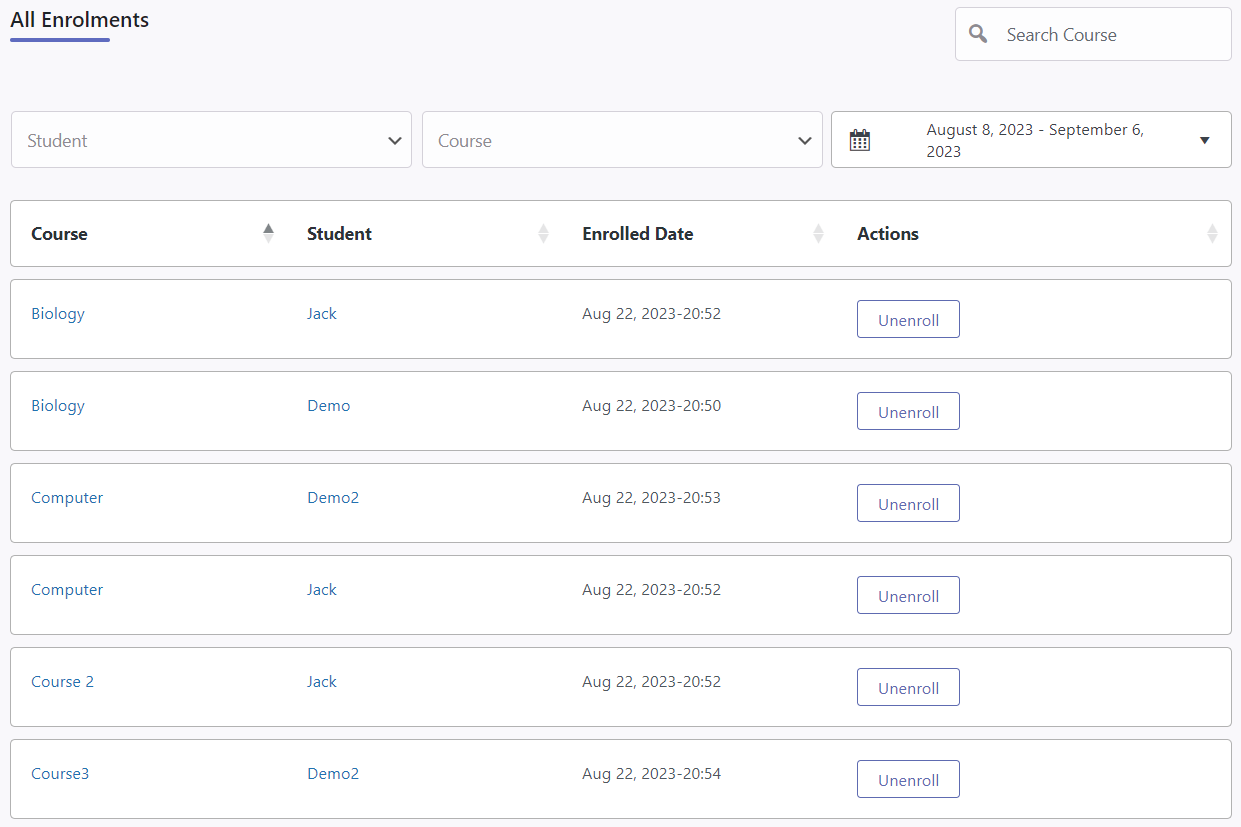 All Enrolments
Search Course
Student
Course
August 8, 2023 - September 6,
2023
Course Student Enrolled Date Actions
Biology Jack Aug 22, 2023-20:52 Unenroll
Biology Demo Aug 22, 2023-20:50 Unenroll
Computer Demo2 Aug 22, 2023-20:53 Unenroll
Computer Jack Aug 22, 2023-20:52 Unenroll
Course 2 Jack Aug 22, 2023-20:52 Unenroll
Course3 Demo2 Aug 22, 2023-20:54 Unenroll